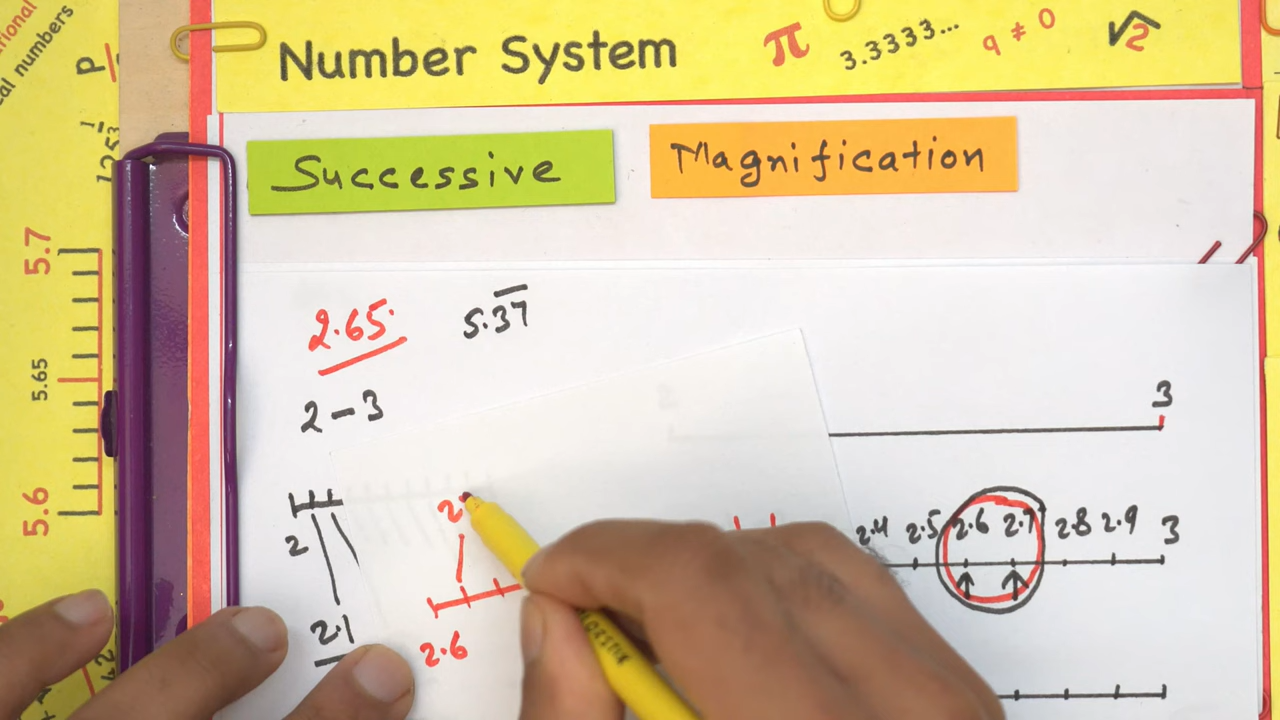 Number System
π 3.3333... q ≠ 0 √2
Successive
Magnification
2.65.
5.3̅7̅
2 - 3
3
2
2.1
2.6
2.4 2.5 2.6 2.7 2.8 2.9 3
5.7
5.65
5.6